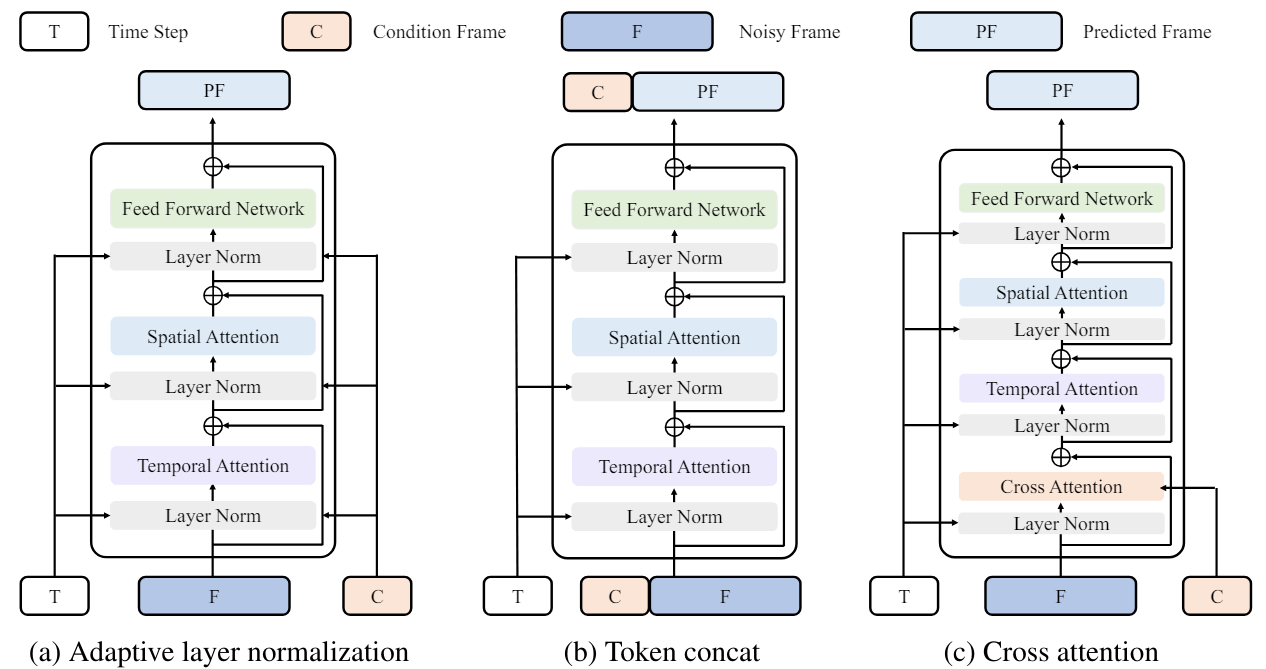 T Time Step C Condition Frame F Noisy Frame PF Predicted Frame
PF
Feed Forward Network
Layer Norm
Spatial Attention
Layer Norm
Temporal Attention
Layer Norm
T F C
(a) Adaptive layer normalization
C PF
Feed Forward Network
Layer Norm
Spatial Attention
Layer Norm
Temporal Attention
Layer Norm
T C F
(b) Token concat
PF
Feed Forward Network
Layer Norm
Spatial Attention
Layer Norm
Temporal Attention
Layer Norm
Cross Attention
Layer Norm
T F C
(c) Cross attention